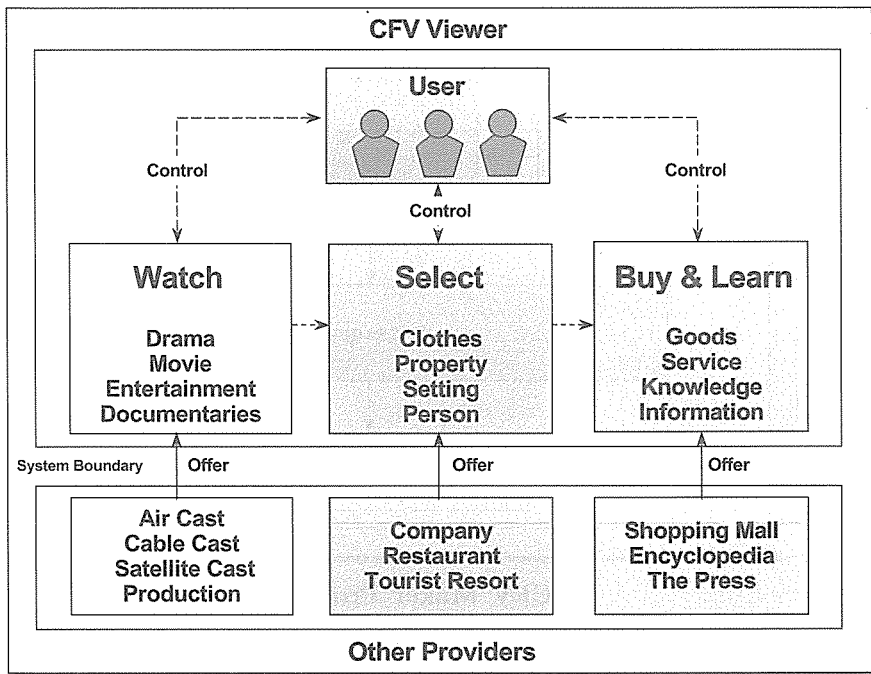 CFV Viewer
User
Control
Control
Control
Watch
Drama
Movie
Entertainment
Documentaries
Select
Clothes
Property
Setting
Person
Buy & Learn
Goods
Service
Knowledge
Information
System Boundary
Offer
Offer
Offer
Air Cast
Cable Cast
Satellite Cast
Production
Company
Restaurant
Tourist Resort
Shopping Mall
Encyclopedia
The Press
Other Providers